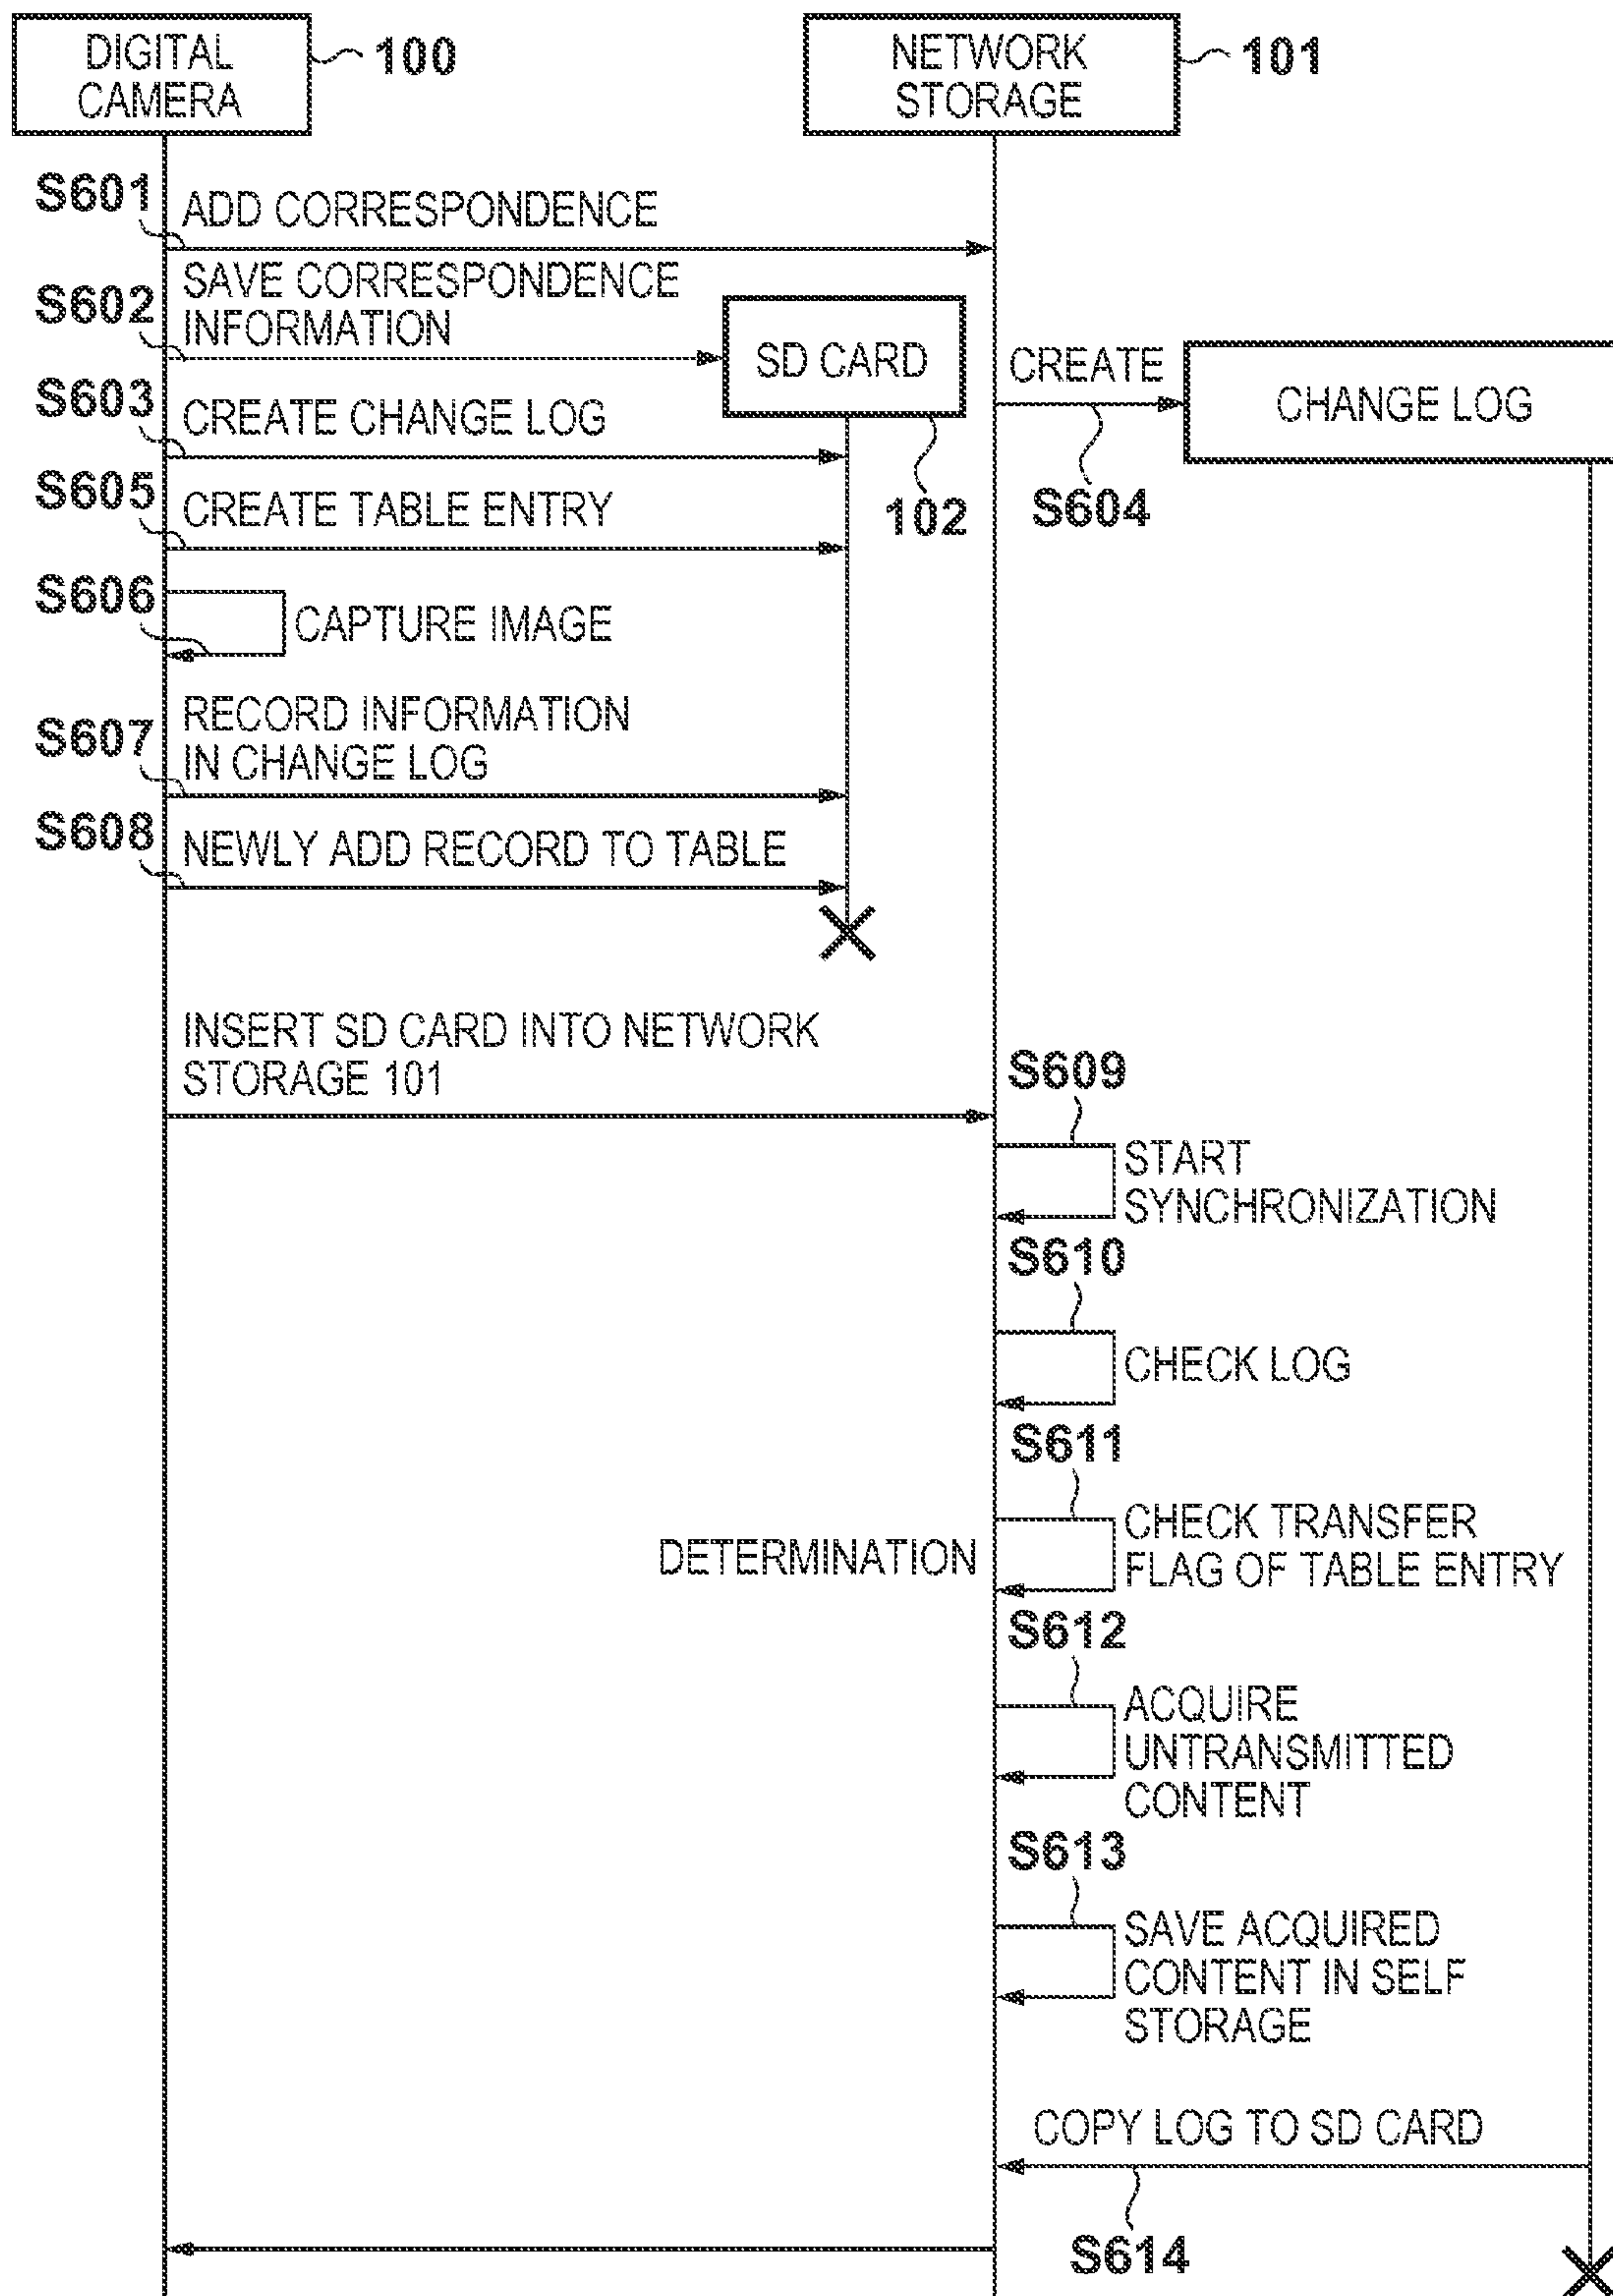 DIGITAL
CAMERA
100
NETWORK
STORAGE
101
S601
ADD CORRESPONDENCE
S602
SAVE CORRESPONDENCE
INFORMATION
SD CARD
102
CREATE
CHANGE LOG
S604
S603
CREATE CHANGE LOG
S605
CREATE TABLE ENTRY
S606
CAPTURE IMAGE
S607
RECORD INFORMATION
IN CHANGE LOG
S608
NEWLY ADD RECORD TO TABLE
INSERT SD CARD INTO NETWORK
STORAGE 101
S609
START
SYNCHRONIZATION
S610
CHECK LOG
S611
DETERMINATION
CHECK TRANSFER
FLAG OF TABLE ENTRY
S612
ACQUIRE
UNTRANSMITTED
CONTENT
S613
SAVE ACQUIRED
CONTENT IN SELF
STORAGE
COPY LOG TO SD CARD
S614